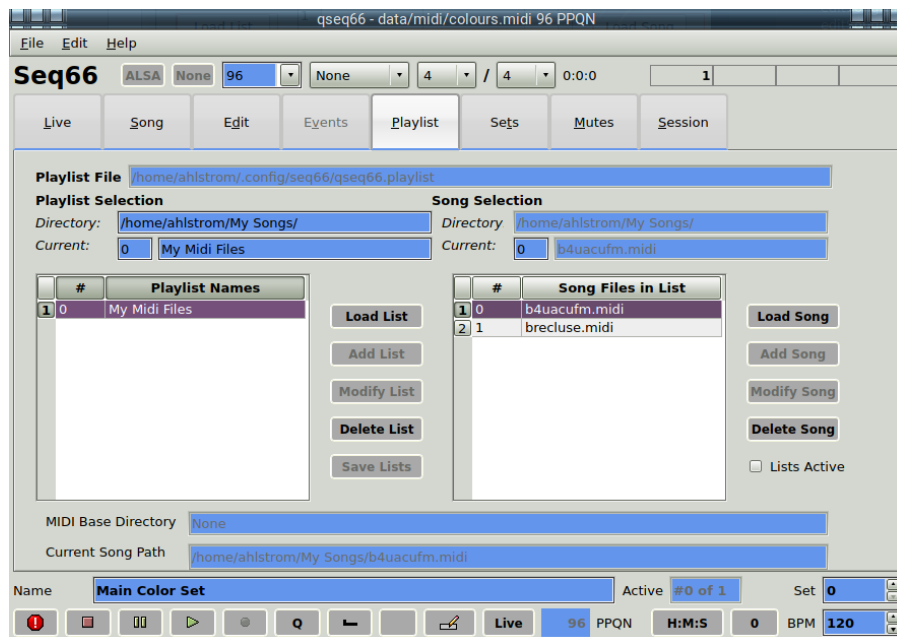 qseq66 - data/midi/colours.midi 96 PPQN
File Edit Help
Seq66 ALSA None 96 None 4 / 4 0:0:0 1
Live Song Edit Events Playlist Sets Mutes Session
Playlist File /home/ahlstrom/.config/seq66/qseq66.playlist
Playlist Selection Song Selection
Directory: /home/ahlstrom/My Songs/ Directory /home/ahlstrom/My Songs/
Current: 0 My Midi Files Current: 0 b4uacufm.midi
# Playlist Names # Song Files in List
1 0 My Midi Files 1 0 b4uacufm.midi
2 1 brecluse.midi
Load List Load Song
Add List Add Song
Modify List Modify Song
Delete List Delete Song
Save Lists Lists Active
MIDI Base Directory None
Current Song Path /home/ahlstrom/My Songs/b4uacufm.midi
Name Main Color Set Active #0 of 1 Set 0
Q Live 96 PPQN H:M:S 0 BPM 120